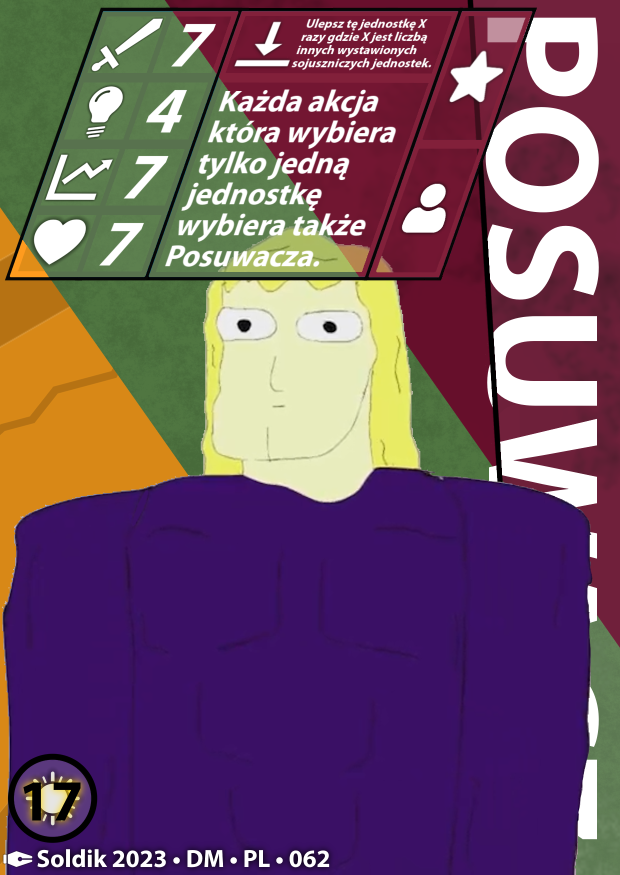 7
Ulepsz tę jednostkę X
razy gdzie X jest liczbą
innych wystawionych
sojuszniczych jednostek.
4
7
7
Każda akcja
która wybiera
tylko jedną
jednostkę
wybiera także
Posuwacza.
17
Soldik 2023 • DM • PL • 062